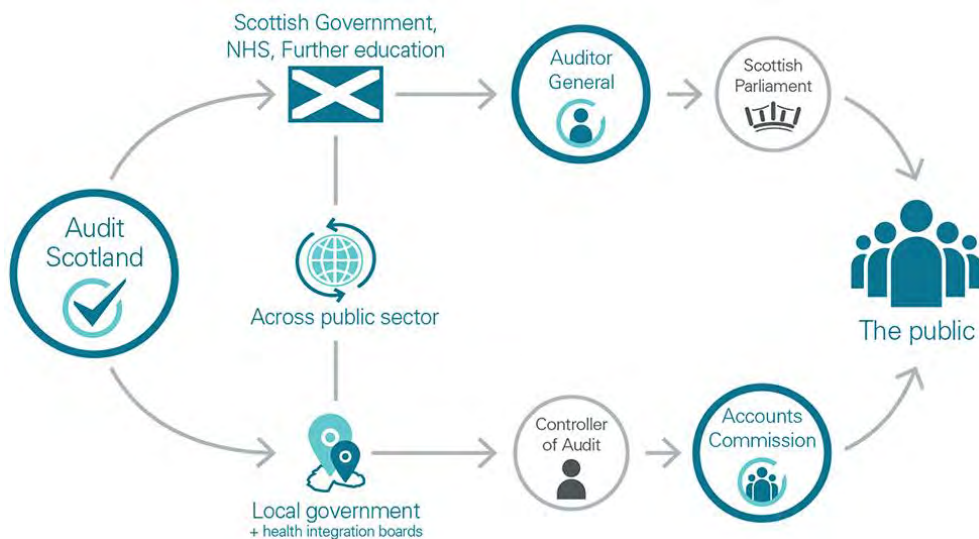 Scottish Government,
NHS, Further education
Auditor
General
Scottish
Parliament
Audit
Scotland
Across public sector
The public
Local government
+ health integration boards
Controller
of Audit
Accounts
Commission